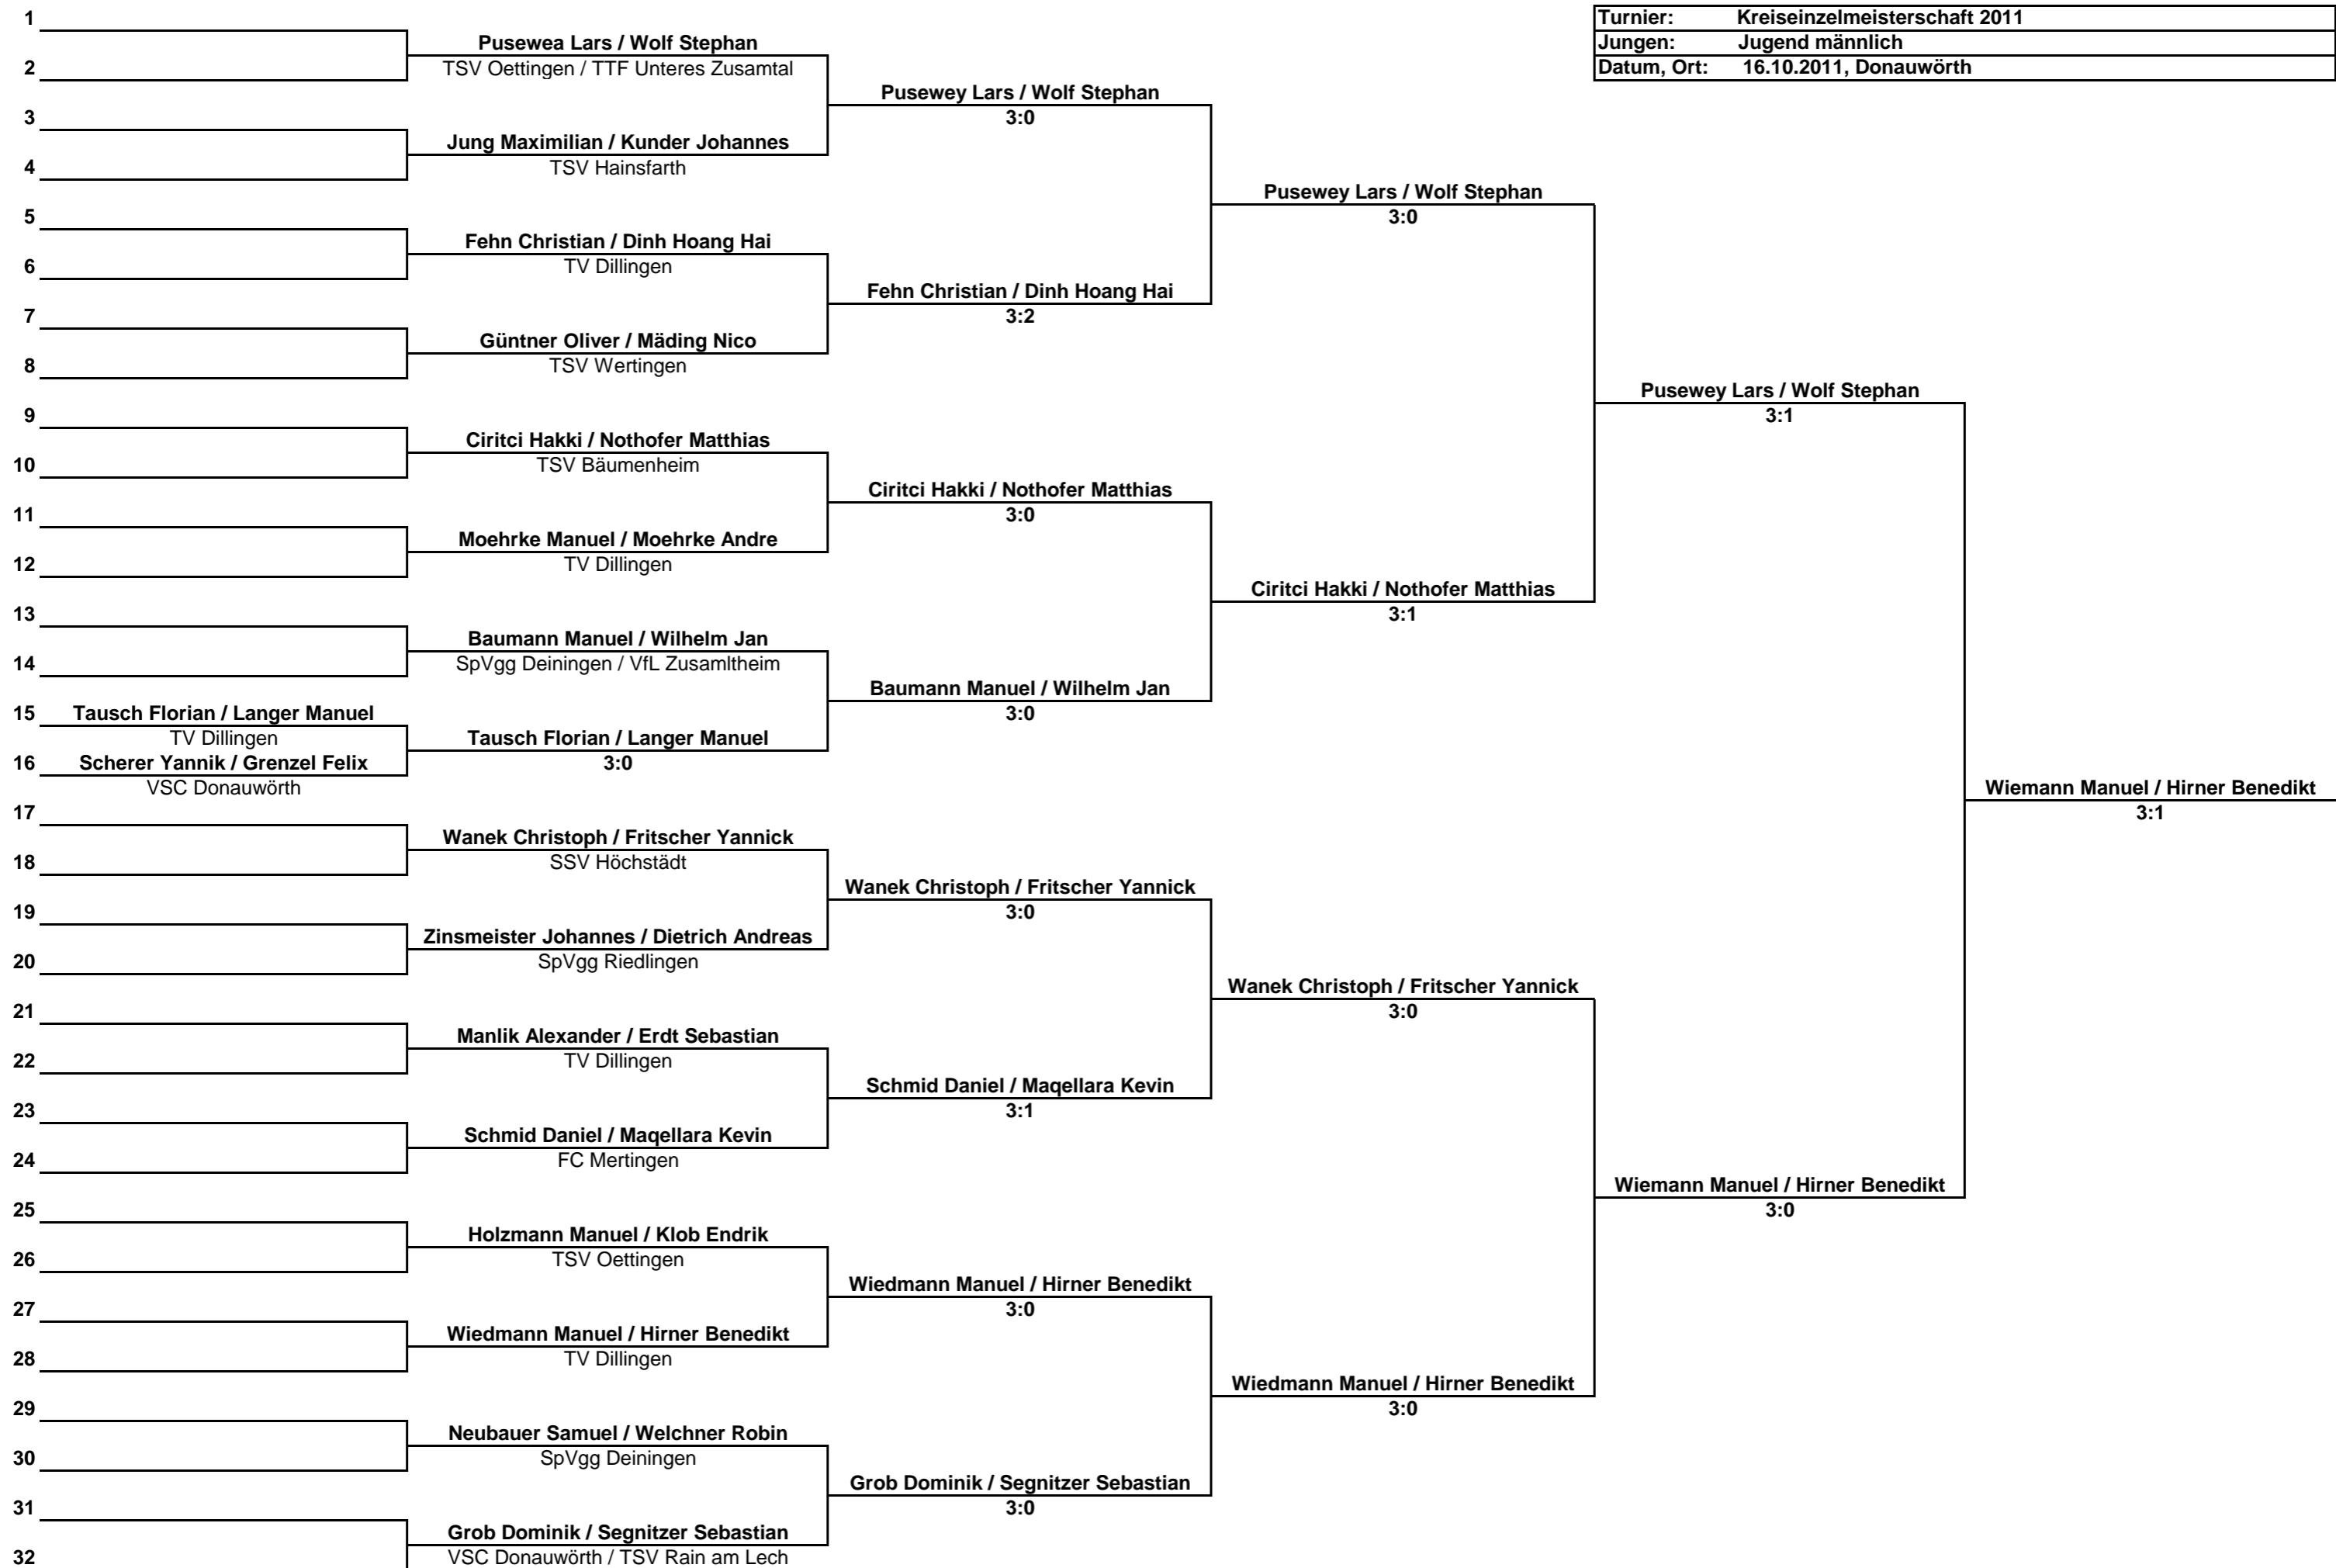 Turnier: Kreiseinzelmeisterschaft 2011
Jungen: Jugend männlich
Datum, Ort: 16.10.2011, Donauwörth
1
2
3
4
5
6
7
8
9
10
11
12
13
14
15 Tausch Florian / Langer Manuel
TV Dillingen
16 Scherer Yannik / Grenzel Felix
VSC Donauwörth
17
18
19
20
21
22
23
24
25
26
27
28
29
30
31
32
Pusewea Lars / Wolf Stephan
TSV Oettingen / TTF Unteres Zusamtal
Jung Maximilian / Kunder Johannes
TSV Hainsfarth
Fehn Christian / Dinh Hoang Hai
TV Dillingen
Güntner Oliver / Mäding Nico
TSV Wertingen
Ciritci Hakki / Nothofer Matthias
TSV Bäumenheim
Moehrke Manuel / Moehrke Andre
TV Dillingen
Baumann Manuel / Wilhelm Jan
SpVgg Deiningen / VfL Zusamltheim
Tausch Florian / Langer Manuel
3:0
Wanek Christoph / Fritscher Yannick
SSV Höchstädt
Zinsmeister Johannes / Dietrich Andreas
SpVgg Riedlingen
Manlik Alexander / Erdt Sebastian
TV Dillingen
Schmid Daniel / Maqellara Kevin
FC Mertingen
Holzmann Manuel / Klob Endrik
TSV Oettingen
Wiedmann Manuel / Hirner Benedikt
TV Dillingen
Neubauer Samuel / Welchner Robin
SpVgg Deiningen
Grob Dominik / Segnitzer Sebastian
VSC Donauwörth / TSV Rain am Lech
Pusewey Lars / Wolf Stephan
3:0
Fehn Christian / Dinh Hoang Hai
3:2
Ciritci Hakki / Nothofer Matthias
3:0
Baumann Manuel / Wilhelm Jan
3:0
Wanek Christoph / Fritscher Yannick
3:0
Schmid Daniel / Maqellara Kevin
3:1
Wiedmann Manuel / Hirner Benedikt
3:0
Grob Dominik / Segnitzer Sebastian
3:0
Pusewey Lars / Wolf Stephan
3:0
Ciritci Hakki / Nothofer Matthias
3:1
Wanek Christoph / Fritscher Yannick
3:0
Wiedmann Manuel / Hirner Benedikt
3:0
Pusewey Lars / Wolf Stephan
3:1
Wiemann Manuel / Hirner Benedikt
3:0
Wiemann Manuel / Hirner Benedikt
3:1